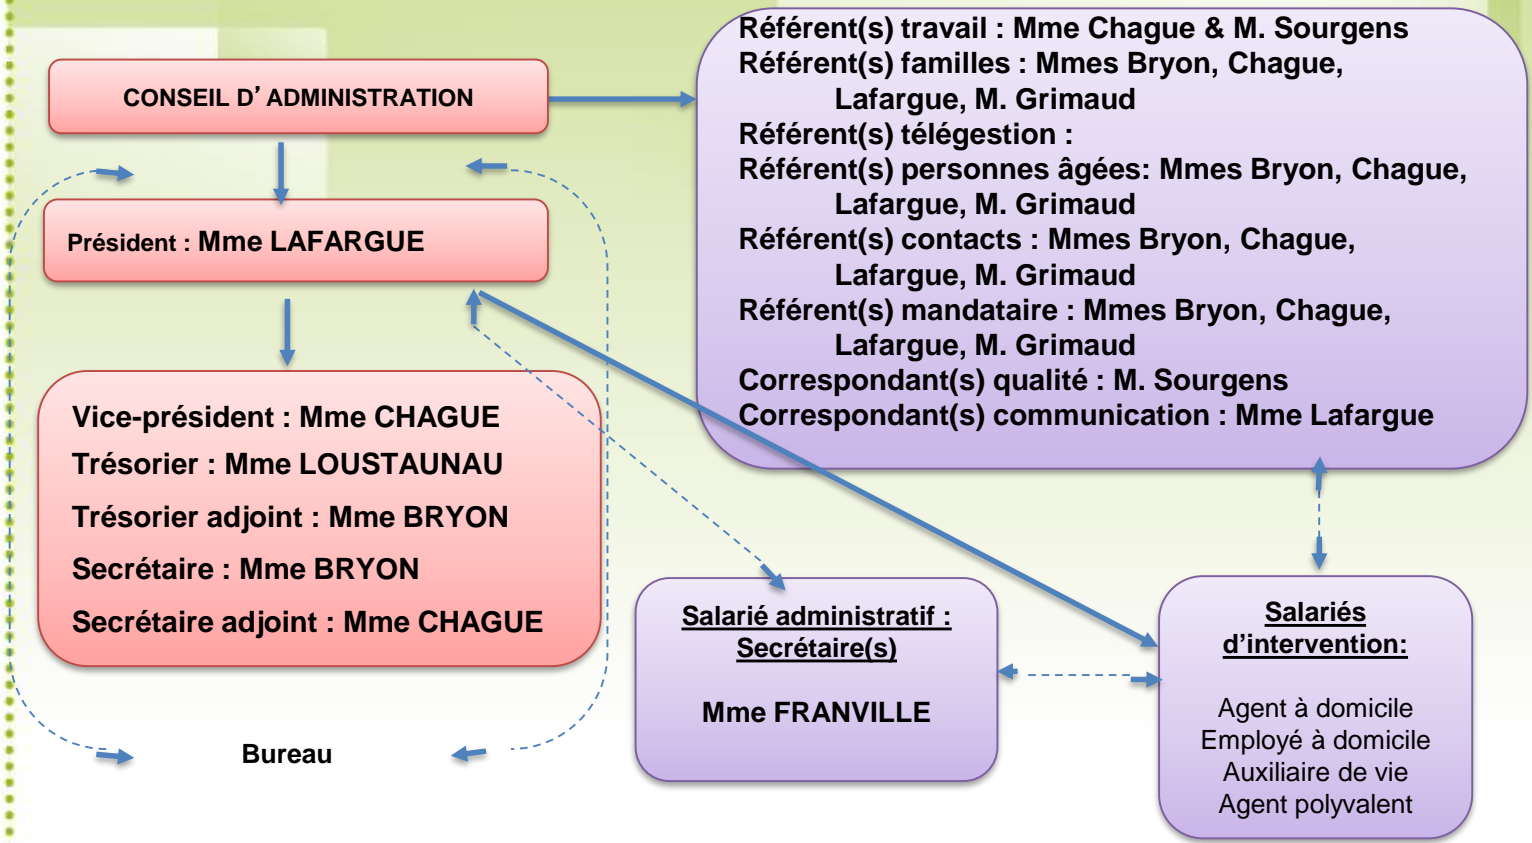 CONSEIL D’ ADMINISTRATION
Président : Mme LAFARGUE
Vice-président : Mme CHAGUE
Trésorier : Mme LOUSTAUNAU
Trésorier adjoint : Mme BRYON
Secrétaire : Mme BRYON
Secrétaire adjoint : Mme CHAGUE
Bureau
Référent(s) travail : Mme Chague & M. Sourgens
Référent(s) familles : Mmes Bryon, Chague,
Lafargue, M. Grimaud
Référent(s) télégestion :
Référent(s) personnes âgées: Mmes Bryon, Chague,
Lafargue, M. Grimaud
Référent(s) contacts : Mmes Bryon, Chague,
Lafargue, M. Grimaud
Référent(s) mandataire : Mmes Bryon, Chague,
Lafargue, M. Grimaud
Correspondant(s) qualité : M. Sourgens
Correspondant(s) communication : Mme Lafargue
Salarié administratif :
Secrétaire(s)
Mme FRANVILLE
Salariés
d’intervention:
Agent à domicile
Employé à domicile
Auxiliaire de vie
Agent polyvalent